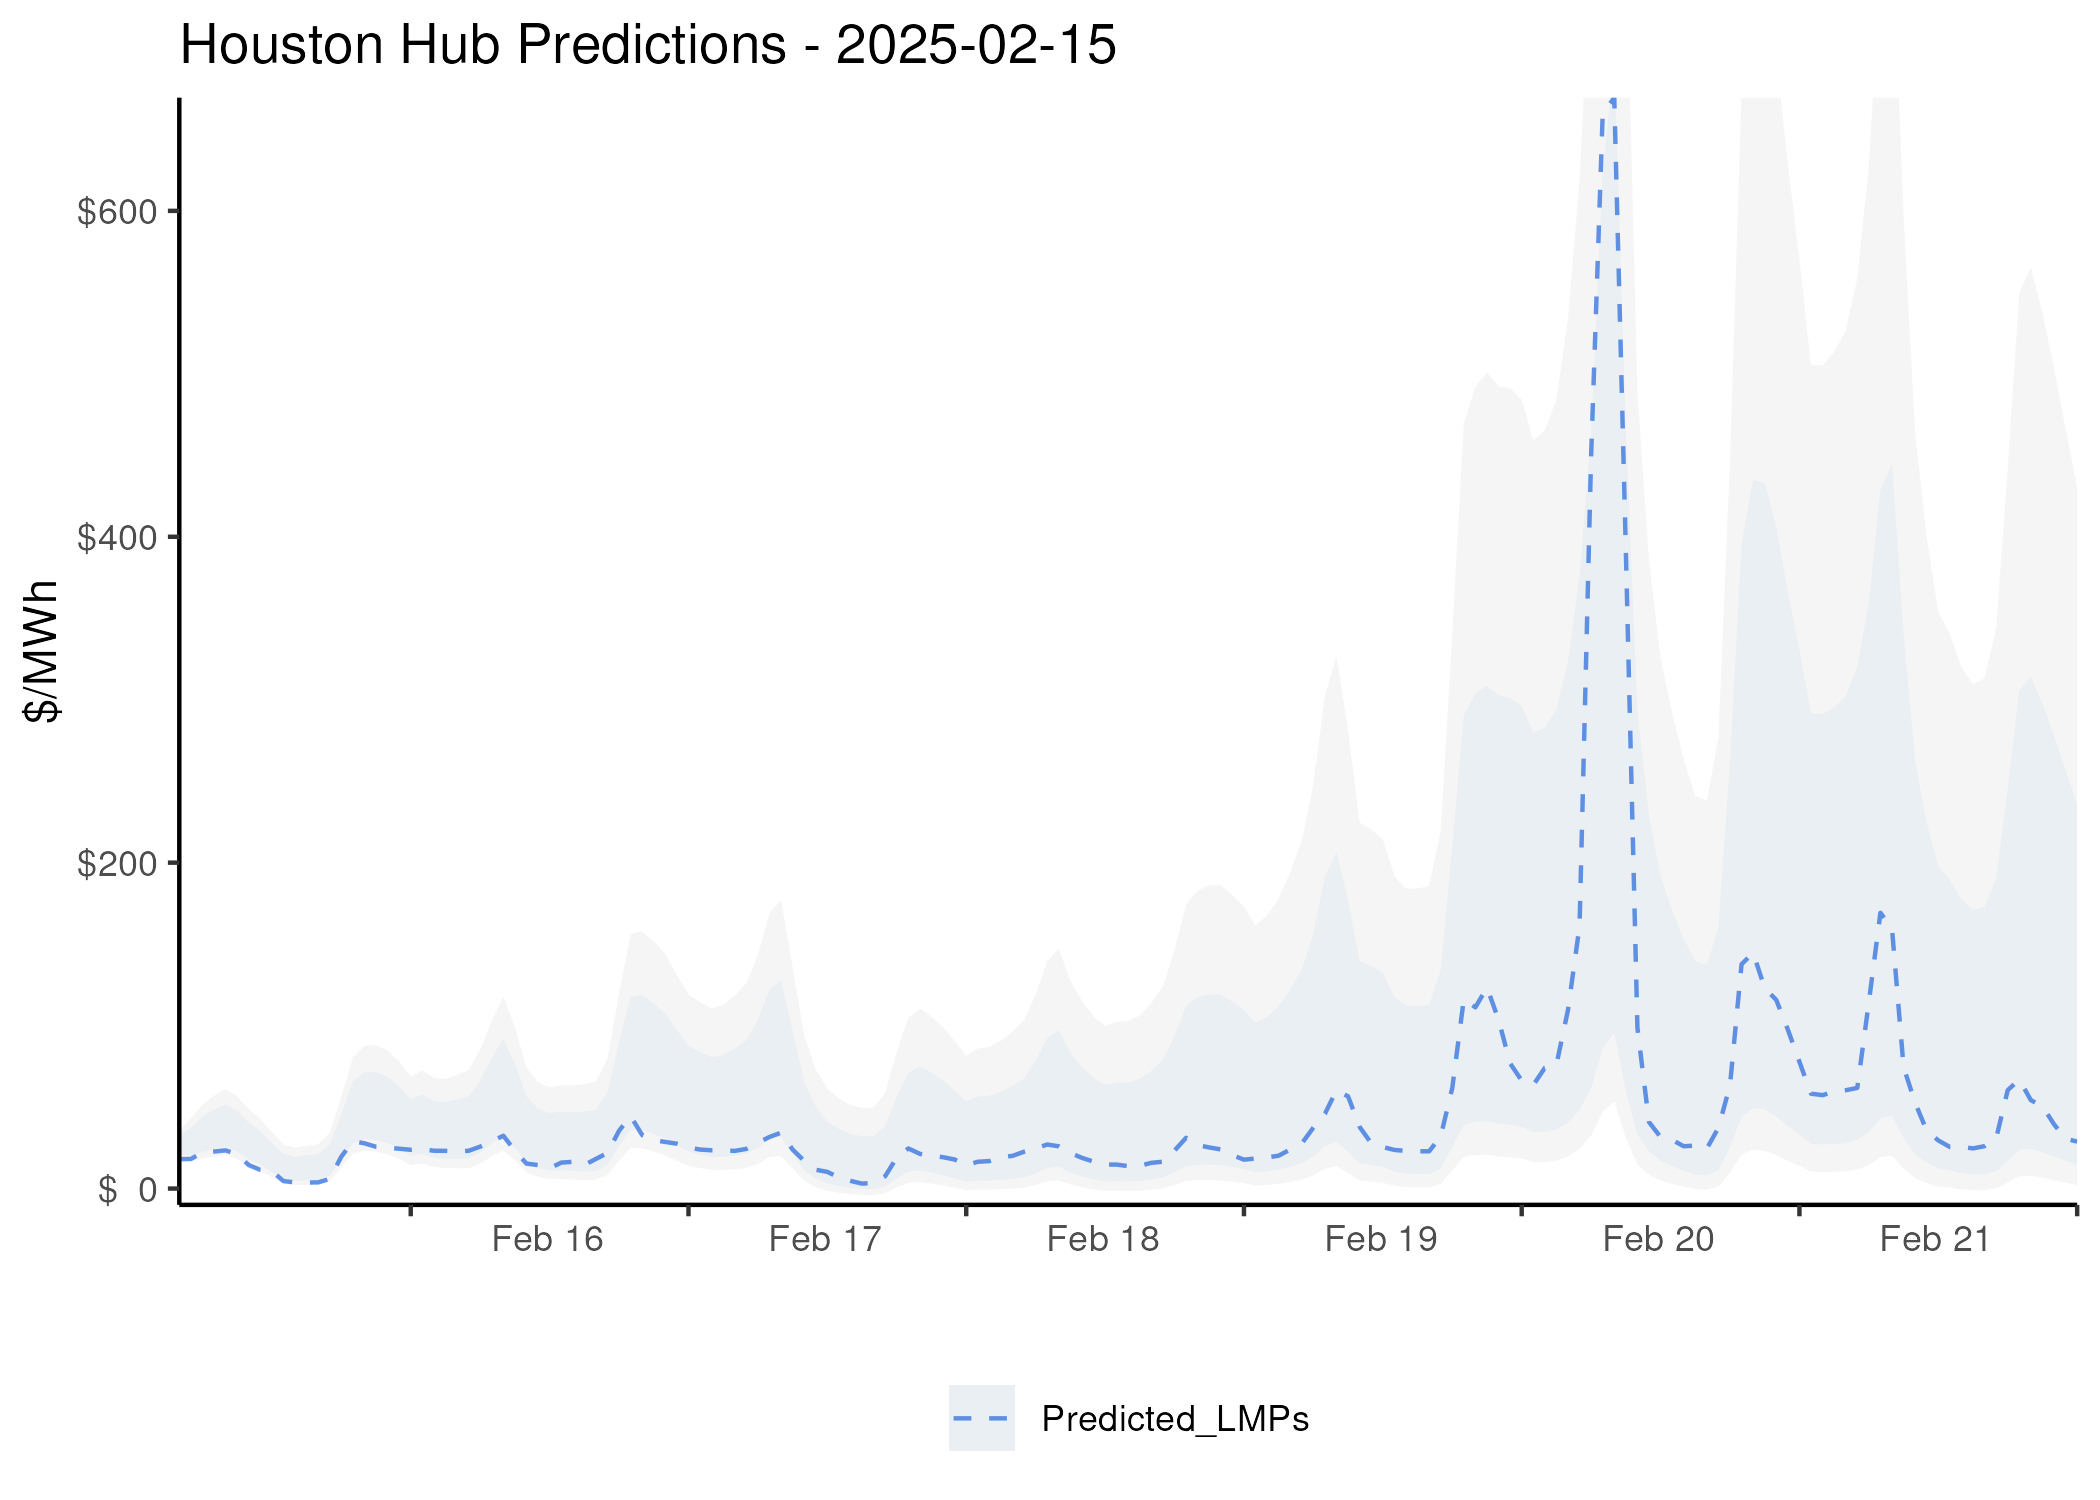 Houston Hub Predictions - 2025-02-15
$/MWh
$600
$400
$200
$  0
Feb 16
Feb 17
Feb 18
Feb 19
Feb 20
Feb 21
Predicted_LMPs